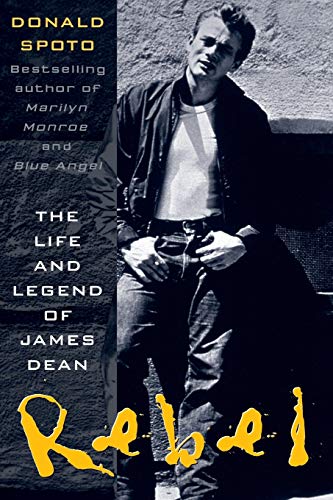 DONALD
SPOTO
Bestselling
author of
Marilyn
Monroe
and
Blue Angel
THE
LIFE
AND
LEGEND
OF
JAMES
DEAN
Rebel